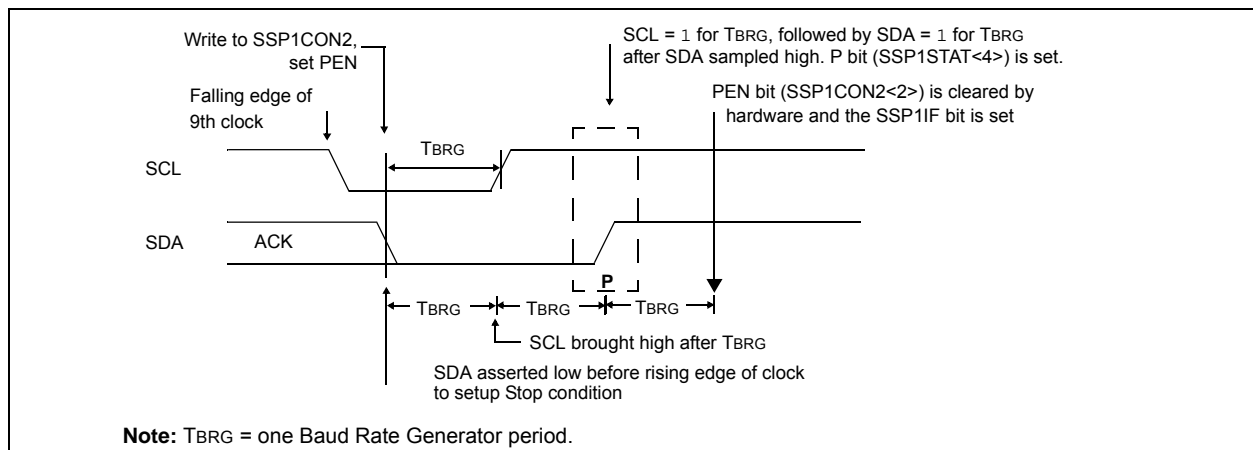 Write to SSP1CON2,
set PEN
SCL = 1 for TBRG, followed by SDA = 1 for TBRG
after SDA sampled high. P bit (SSP1STAT<4>) is set.
Falling edge of
9th clock
PEN bit (SSP1CON2<2>) is cleared by
hardware and the SSP1IF bit is set
TBRG
SCL
SDA
ACK
P
TBRG
TBRG
TBRG
SCL brought high after TBRG
SDA asserted low before rising edge of clock
to setup Stop condition
Note: TBRG = one Baud Rate Generator period.